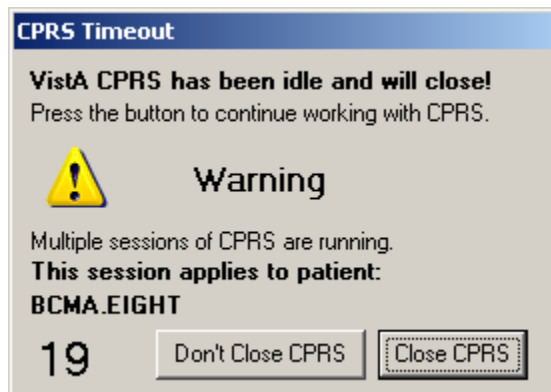 CPRS Timeout
VistA CPRS has been idle and will close!
Press the button to continue working with CPRS.
Warning
Multiple sessions of CPRS are running.
This session applies to patient:
BCMA.EIGHT
19 Don't Close CPRS Close CPRS